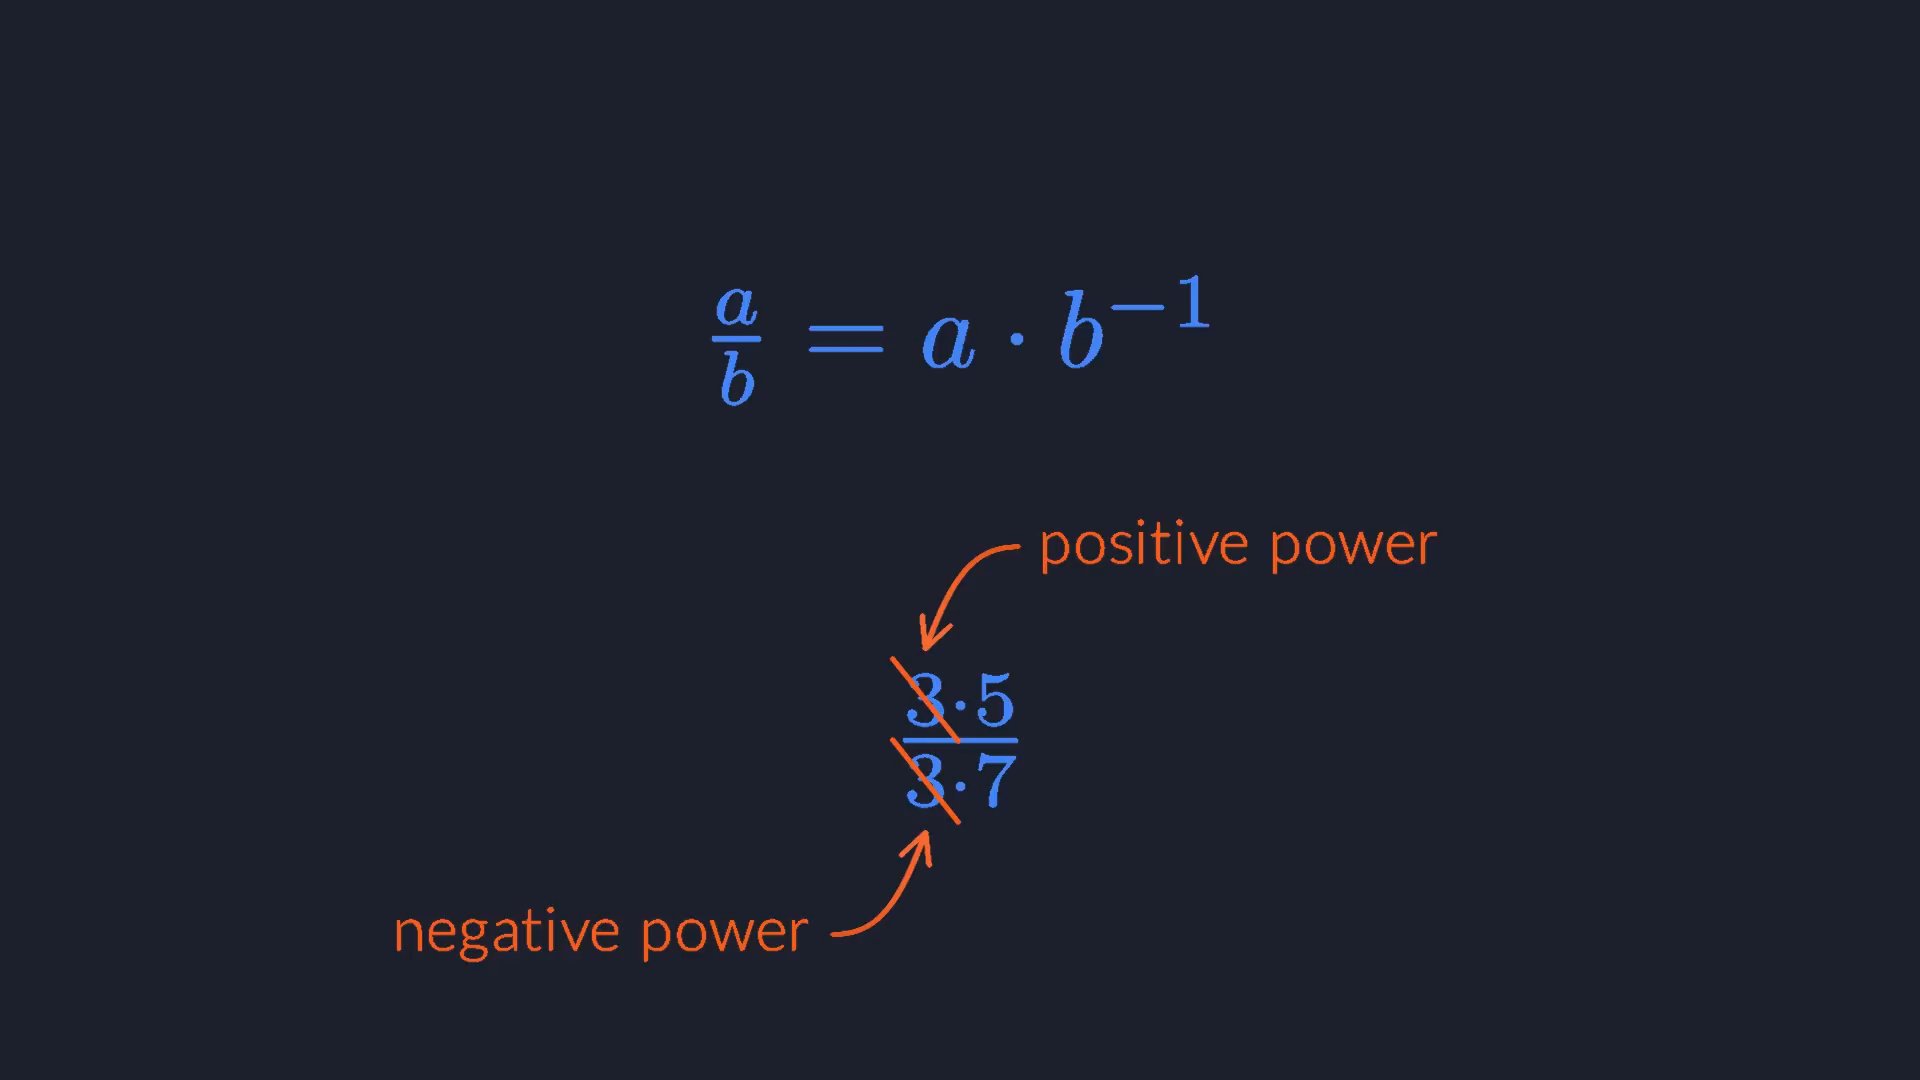 a/b = a · b⁻¹
positive power
3·5
3·7
negative power